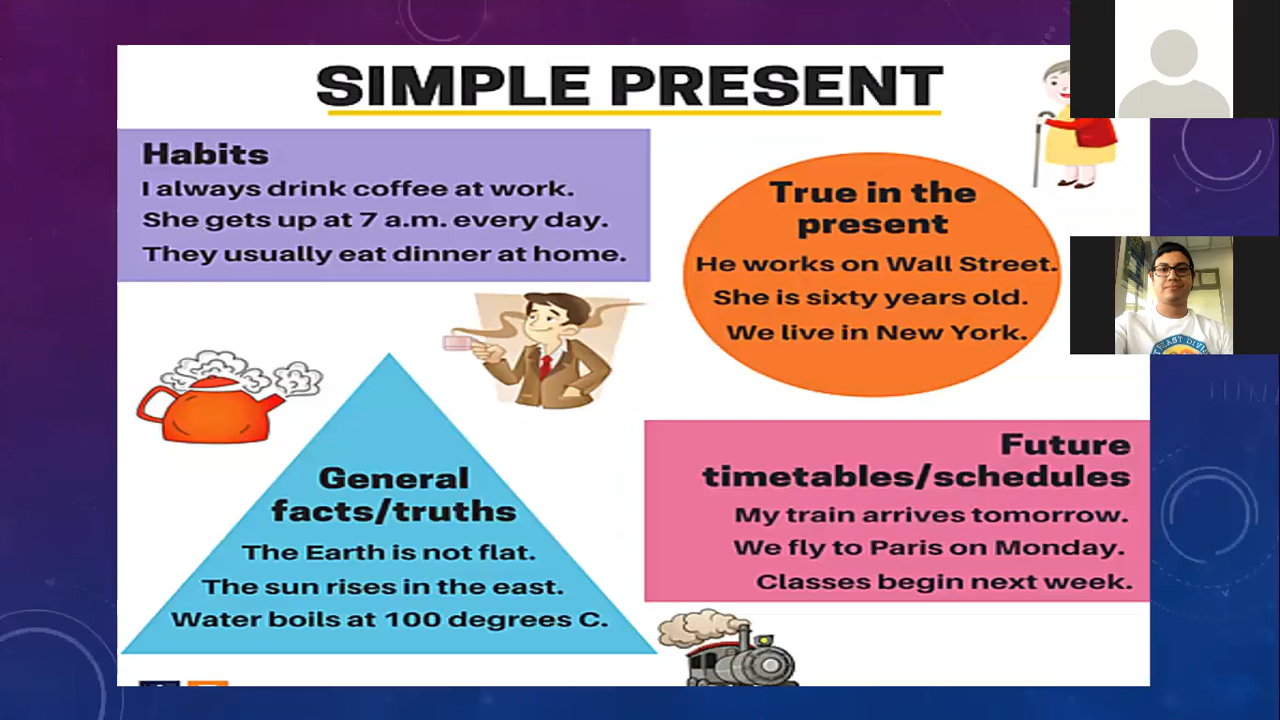 SIMPLE PRESENT
Habits
I always drink coffee at work.
She gets up at 7 a.m. every day.
They usually eat dinner at home.
True in the
present
He works on Wall Street.
She is sixty years old.
We live in New York.
General
facts/truths
The Earth is not flat.
The sun rises in the east.
Water boils at 100 degrees C.
Future
timetables/schedules
My train arrives tomorrow.
We fly to Paris on Monday.
Classes begin next week.